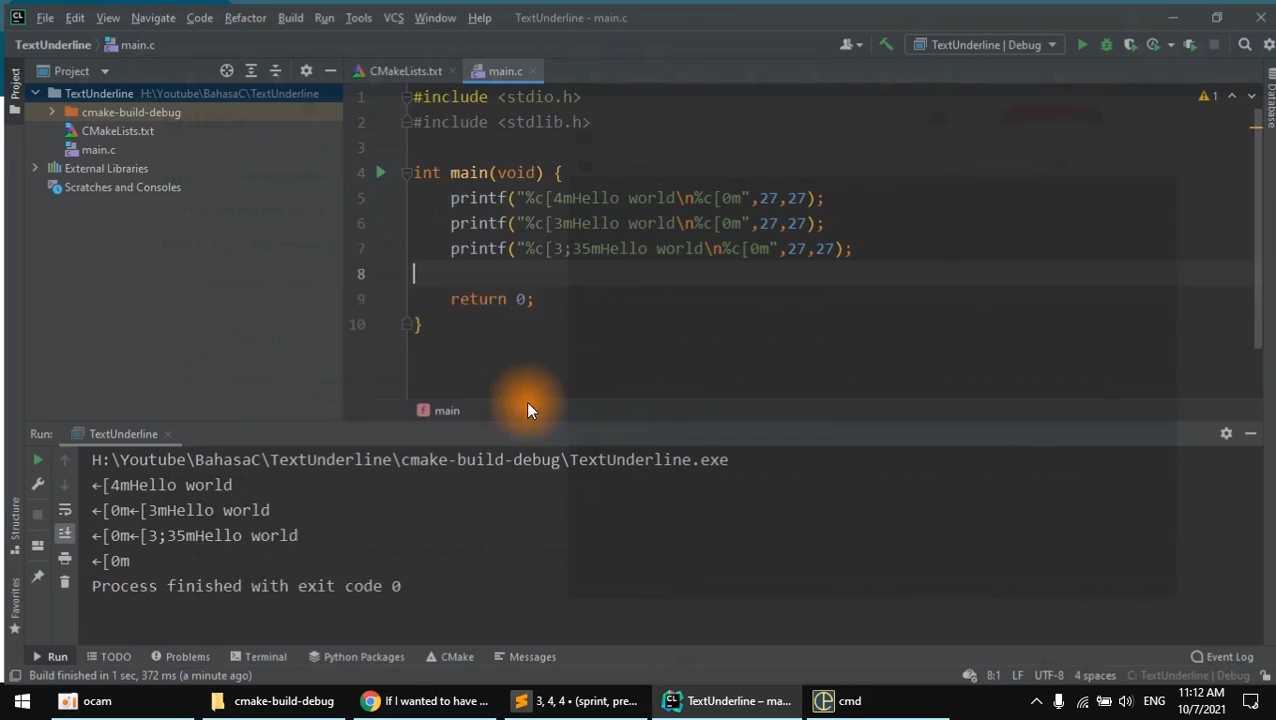 File Edit View Navigate Code Refactor Build Run Tools VCS Window Help TextUnderline - main.c
TextUnderline main.c TextUnderline | Debug
Project
Project
CMakeLists.txt
main.c
Database
TextUnderline H:\Youtube\BahasaC\TextUnderline
cmake-build-debug
CMakeLists.txt
main.c
External Libraries
Scratches and Consoles
1 #include <stdio.h>
1
2 #include <stdlib.h>
3
4 int main(void) {
5 printf("%c[4mHello world\n%c[0m",27,27);
6 printf("%c[3mHello world\n%c[0m",27,27);
7 printf("%c[3;35mHello world\n%c[0m",27,27);
8
9 return 0;
10 }
f main
Run: TextUnderline
H:\Youtube\BahasaC\TextUnderline\cmake-build-debug\TextUnderline.exe
←[4mHello world
←[0m←[3mHello world
←[0m←[3;35mHello world
←[0m
Process finished with exit code 0
Structure
Favorites
Run TODO Problems Terminal Python Packages CMake Messages Event Log
Build finished in 1 sec, 372 ms (a minute ago) 8:1 LF UTF-8 4 spaces C: TextUnderline | Debug
ocam cmake-build-debug If I wanted to have ... 3, 4, 4 • (sprint, pre... TextUnderline – ma... cmd ENG 11:12 AM
10/7/2021